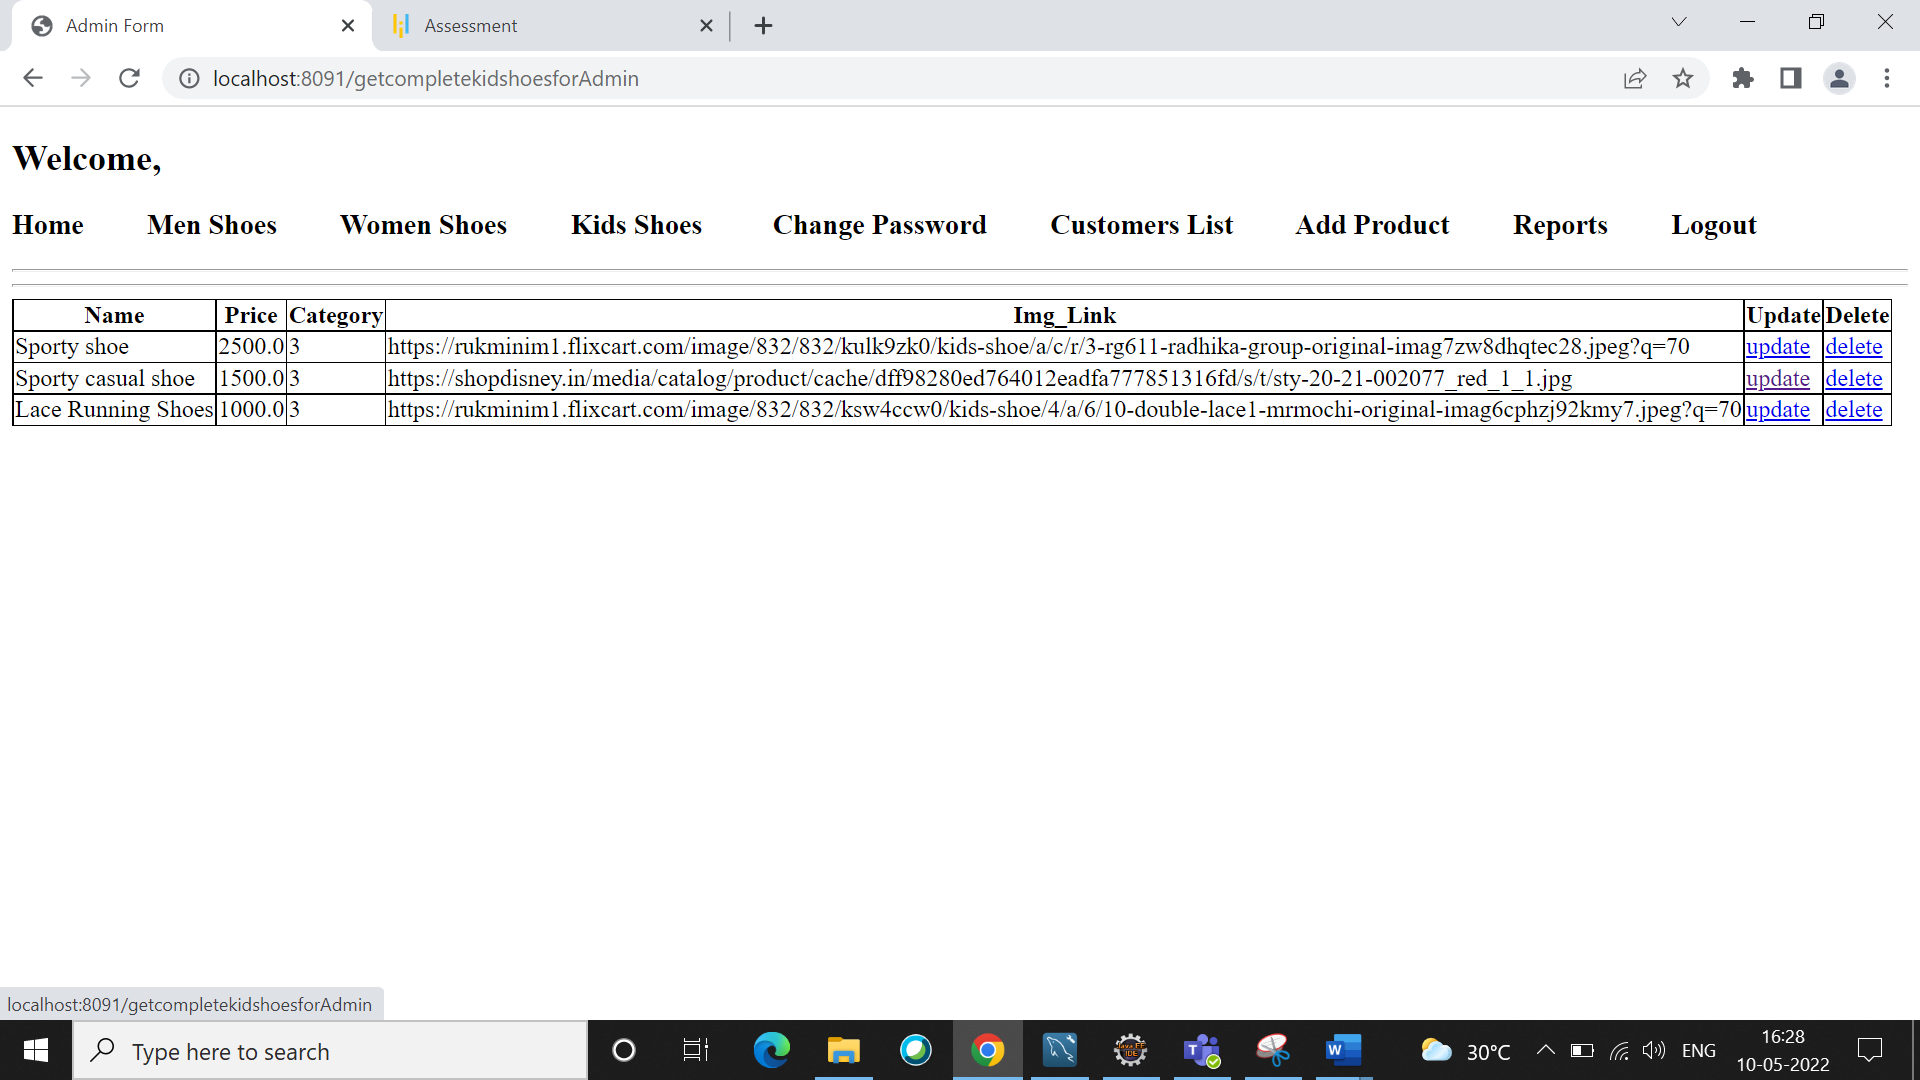 Admin Form
Assessment
localhost:8091/getcompletekidshoesforAdmin
Welcome,
Home Men Shoes Women Shoes Kids Shoes Change Password Customers List Add Product Reports Logout
Name Price Category Img_Link Update Delete
Sporty shoe 2500.0 3 https://rukminim1.flixcart.com/image/832/832/kulk9zk0/kids-shoe/a/c/r/3-rg611-radhika-group-original-imag7zw8dhqtec28.jpeg?q=70 update delete
Sporty casual shoe 1500.0 3 https://shopdisney.in/media/catalog/product/cache/dff98280ed764012eadfa777851316fd/s/t/sty-20-21-002077_red_1_1.jpg update delete
Lace Running Shoes 1000.0 3 https://rukminim1.flixcart.com/image/832/832/ksw4ccw0/kids-shoe/4/a/6/10-double-lace1-mrmochi-original-imag6cphzj92kmy7.jpeg?q=70 update delete
localhost:8091/getcompletekidshoesforAdmin
Type here to search
Java EE
IDE
T
W
30°C
ENG
16:28
10-05-2022